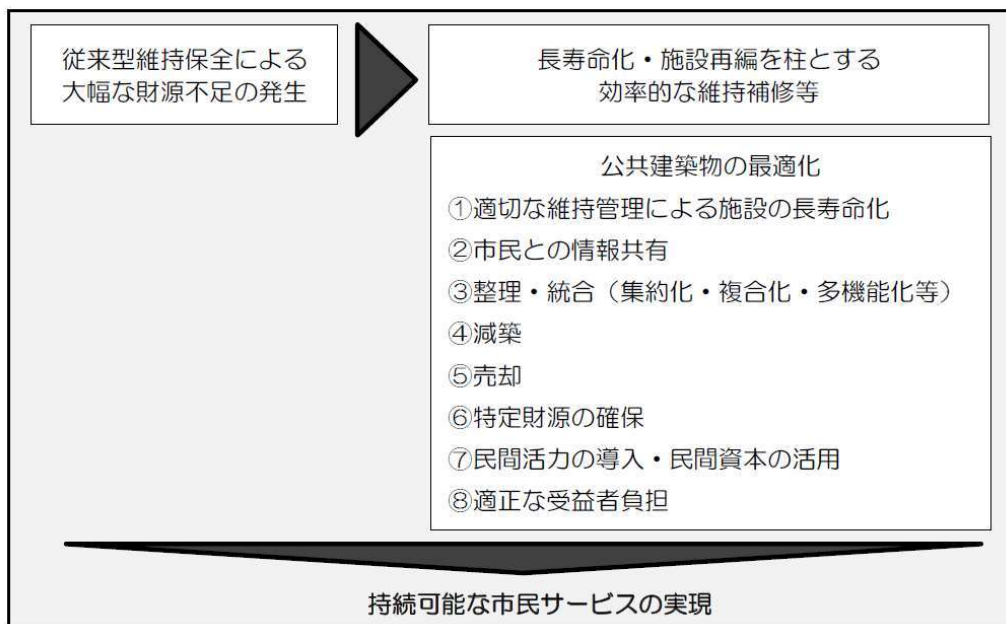 従来型維持保全による
大幅な財源不足の発生
長寿命化・施設再編を柱とする
効率的な維持補修等
公共建築物の最適化
①適切な維持管理による施設の長寿命化
②市民との情報共有
③整理・統合（集約化・複合化・多機能化等）
④減築
⑤売却
⑥特定財源の確保
⑦民間活力の導入・民間資本の活用
⑧適正な受益者負担
持続可能な市民サービスの実現